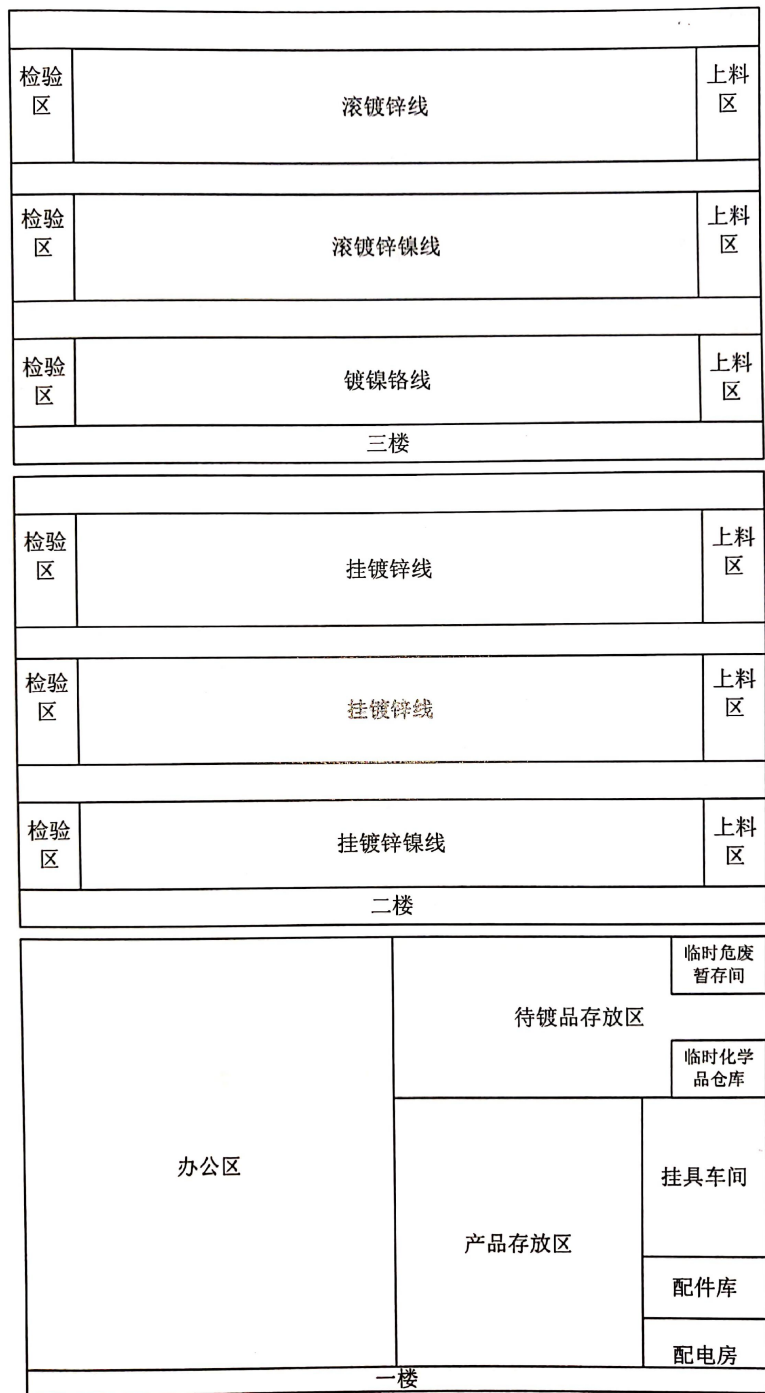 检验
区
滚镀锌线
上料
区
检验
区
滚镀锌镍线
上料
区
检验
区
镀镍铬线
上料
区
三楼
检验
区
挂镀锌线
上料
区
检验
区
挂镀锌线
上料
区
检验
区
挂镀锌镍线
上料
区
二楼
临时危废
暂存间
待镀品存放区
临时化学
品仓库
办公区
挂具车间
产品存放区
配件库
配电房
一楼